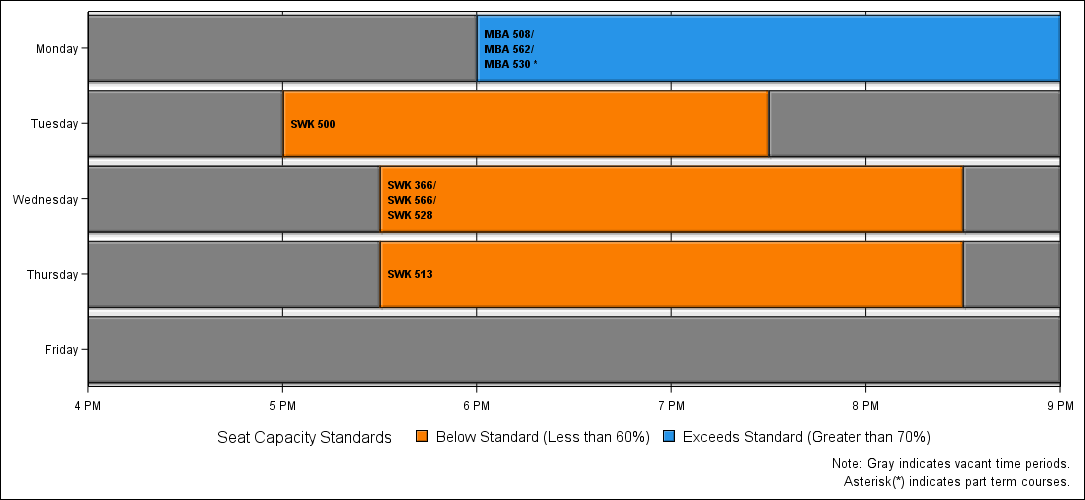 Monday
MBA 508/
MBA 562/
MBA 530 *
Tuesday
SWK 500
Wednesday
SWK 366/
SWK 566/
SWK 528
Thursday
SWK 513
Friday
4 PM 5 PM 6 PM 7 PM 8 PM 9 PM
Seat Capacity Standards Below Standard (Less than 60%) Exceeds Standard (Greater than 70%)
Note: Gray indicates vacant time periods.
Asterisk(*) indicates part term courses.